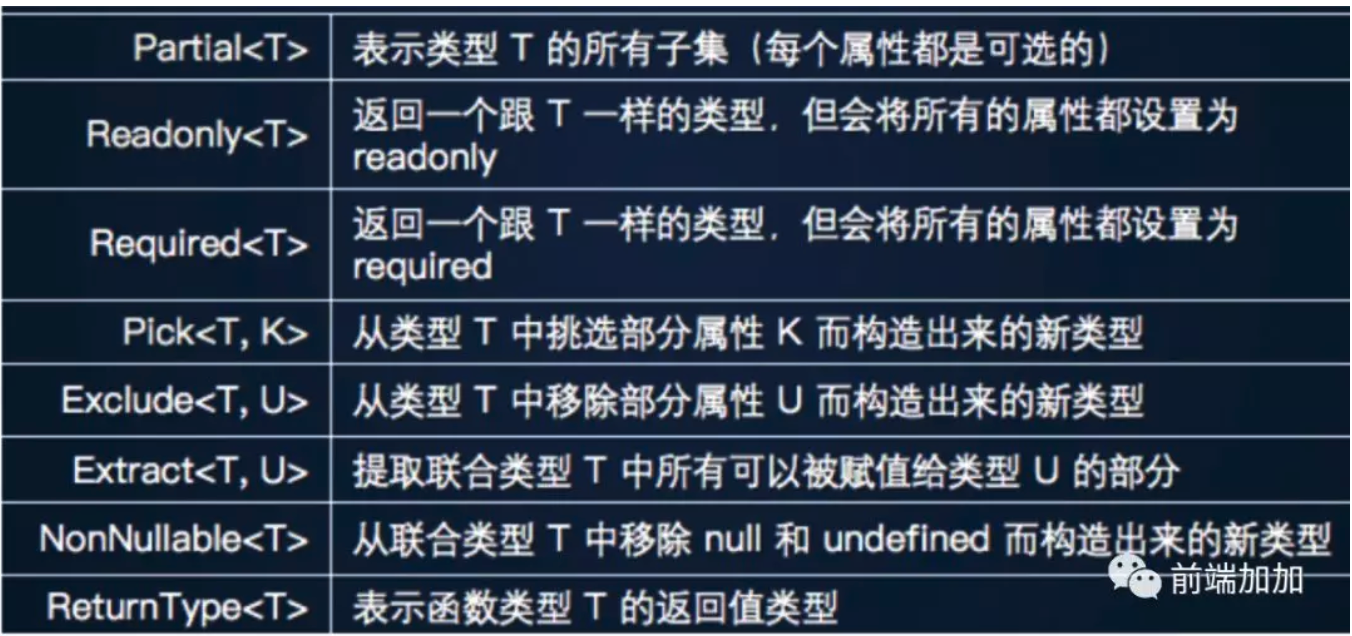 Partial<T> 表示类型 T 的所有子集（每个属性都是可选的）
Readonly<T> 返回一个跟 T 一样的类型，但会将所有的属性都设置为
readonly
Required<T> 返回一个跟 T 一样的类型，但会将所有的属性都设置为
required
Pick<T, K> 从类型 T 中挑选部分属性 K 而构造出来的新类型
Exclude<T, U> 从类型 T 中移除部分属性 U 而构造出来的新类型
Extract<T, U> 提取联合类型 T 中所有可以被赋值给类型 U 的部分
NonNullable<T> 从联合类型 T 中移除 null 和 undefined 而构造出来的新类型
ReturnType<T> 表示函数类型 T 的返回值类型
前端加加